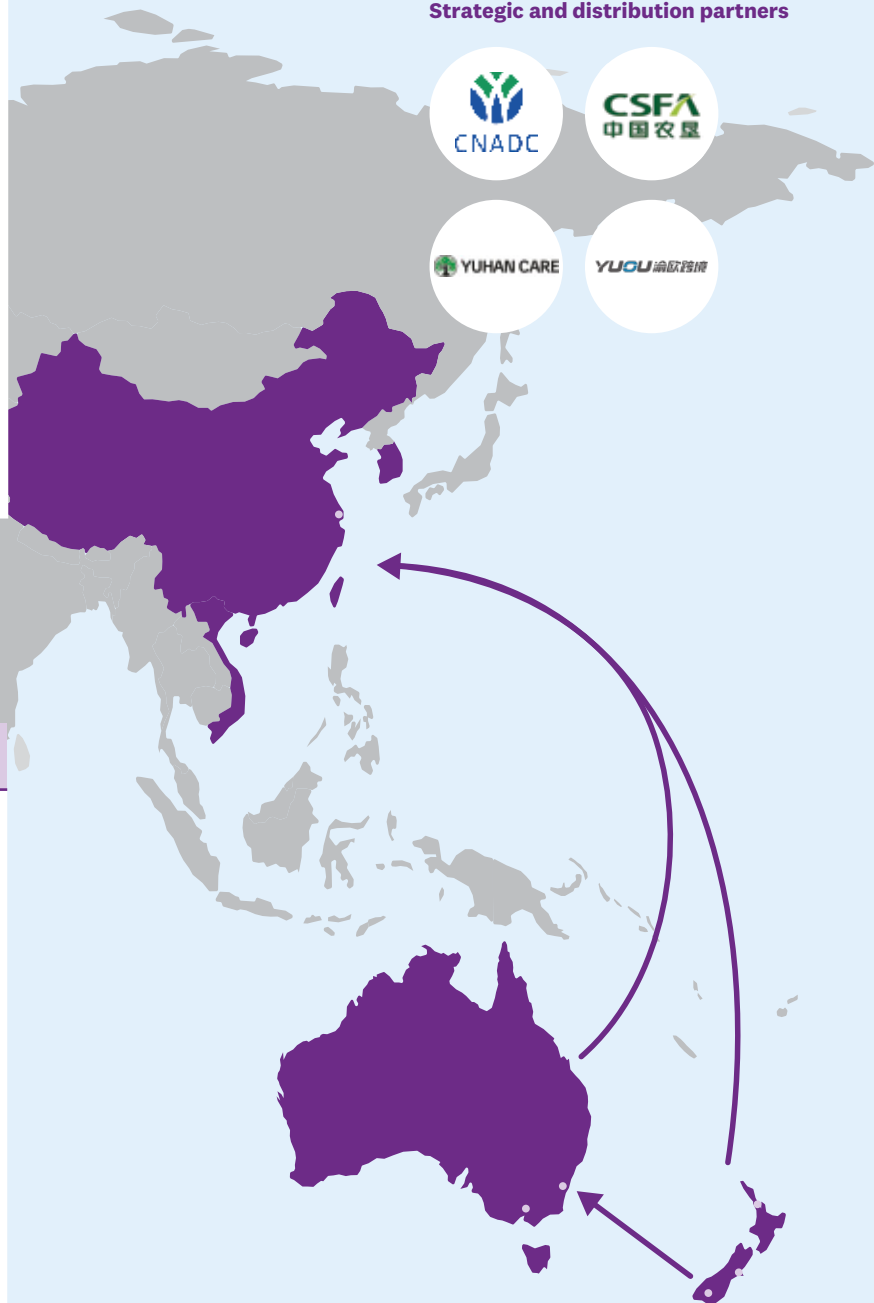 Strategic and distribution partners
CNADC
CSFA
中国农垦
YUHAN CARE
YUOU渝欧跨境